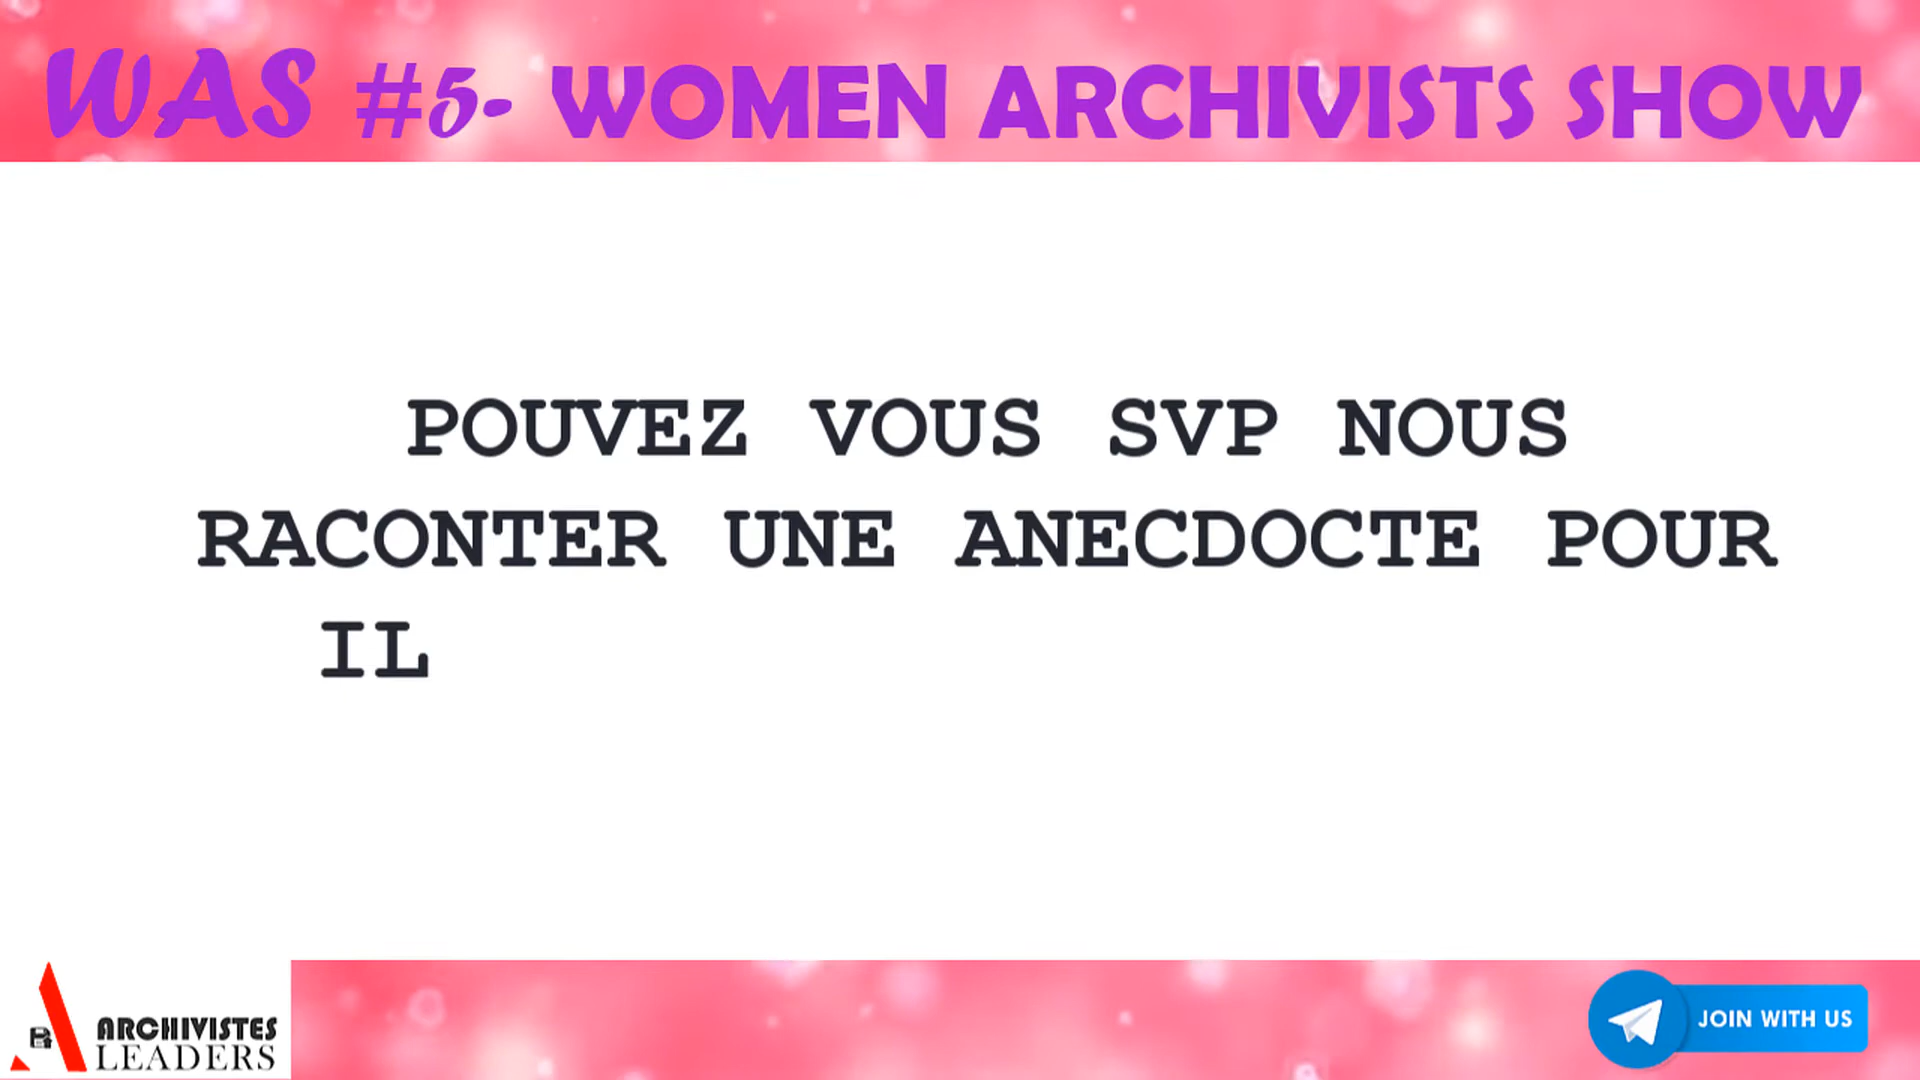 WAS #5- WOMEN ARCHIVISTS SHOW
POUVEZ VOUS SVP NOUS
RACONTER UNE ANECDOCTE POUR
IL
ARCHIVISTES
LEADERS
JOIN WITH US